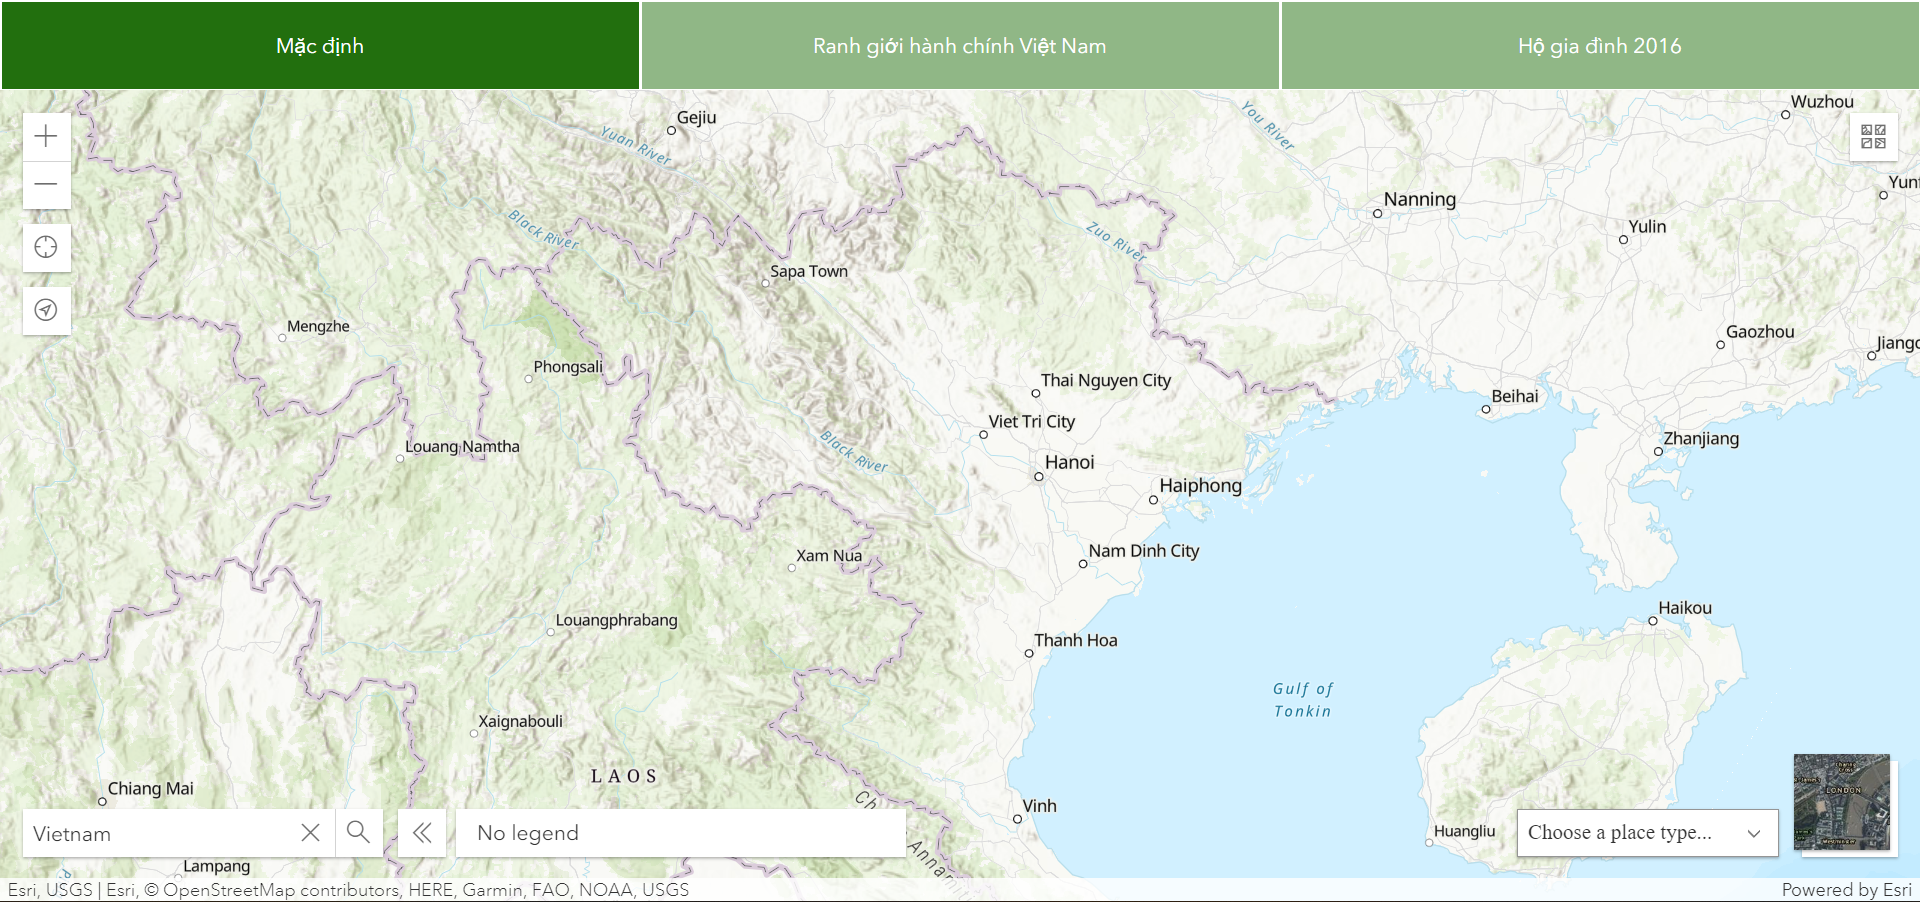 Mặc định
Ranh giới hành chính Việt Nam
Hộ gia đình 2016
Wuzhou
Gejiu
Yuan River
You River
Nanning
Yulin
Black River
Zuo River
Sapa Town
Mengzhe
Gaozhou
Phongsali
Thai Nguyen City
Beihai
Viet Tri City
Zhanjiang
Louang Namtha
Black River
Hanoi
Haiphong
Nam Dinh City
Xam Nua
Haikou
Louangphrabang
Thanh Hoa
Gulf of
Tonkin
Xaignabouli
LAOS
Chiang Mai
Vinh
Huangliu
LONDON
Vietnam
No legend
Choose a place type...
Lampang
Esri, USGS | Esri, © OpenStreetMap contributors, HERE, Garmin, FAO, NOAA, USGS
Powered by Esri